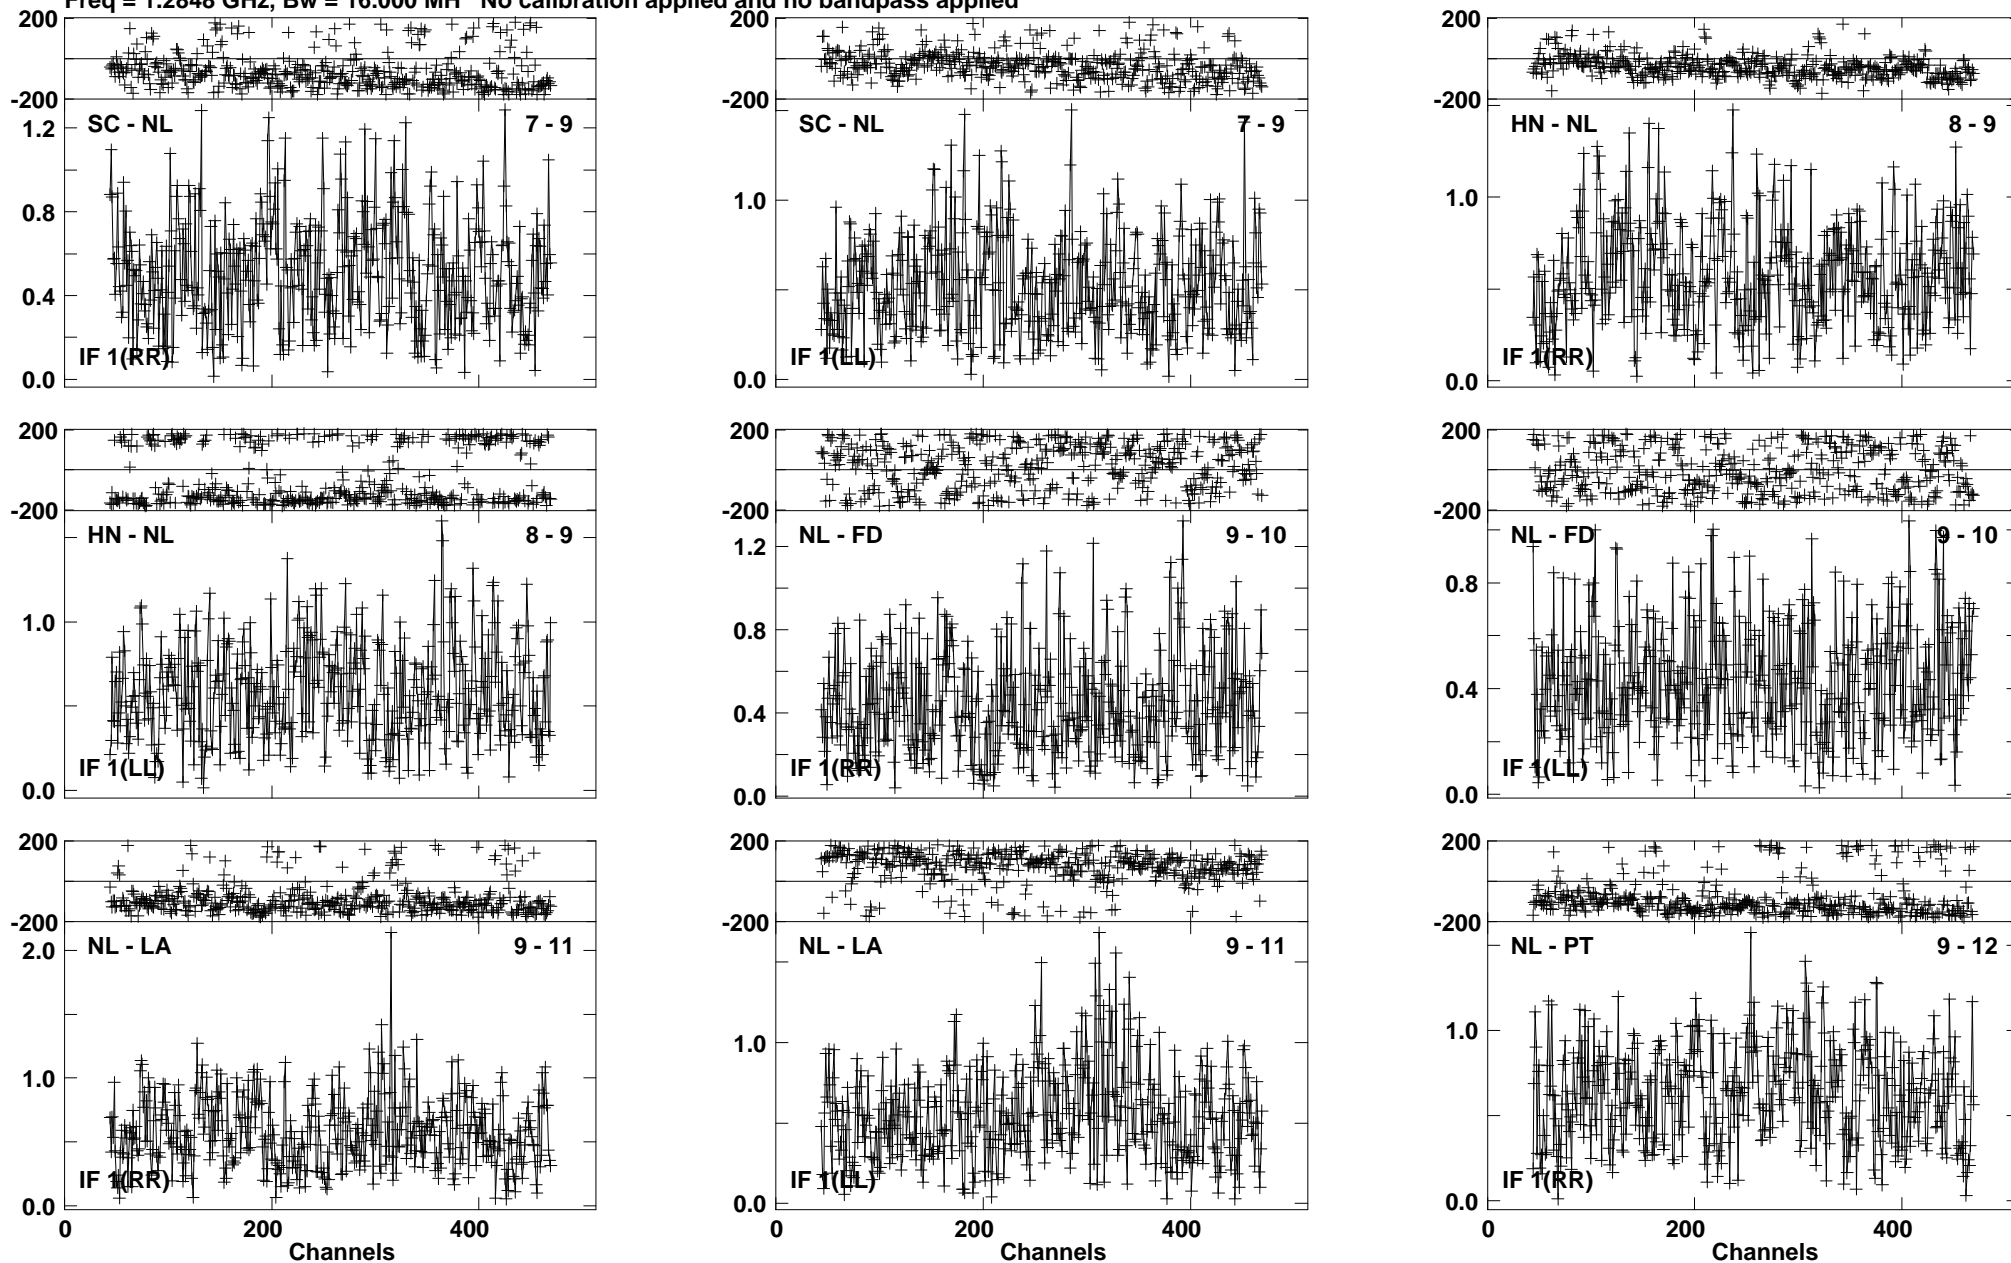 Freq = 1.2848 GHz, Bw = 16.000 MH No calibration applied and no bandpass applied
200 200 200
-200 -200 -200
SC - NL 7 - 9 SC - NL 7 - 9 HN - NL 8 - 9
1.2
0.8 1.0 1.0
0.4
IF 1(RR) IF 1(LL) IF 1(RR)
0.0 0.0 0.0
200 200 200
-200 -200 -200
HN - NL 8 - 9 NL - FD 9 - 10 NL - FD 9 - 10
1.2
1.0 0.8 0.8
0.4 0.4
IF 1(LL) IF 1(RR) IF 1(LL)
0.0 0.0 0.0
200 200 200
-200 -200 -200
NL - LA 9 - 11 NL - LA 9 - 11 NL - PT 9 - 12
2.0
1.0 1.0 1.0
IF 1(RR) IF 1(LL) IF 1(RR)
0.0 0.0 0.0
0 200 400 0 200 400 0 200 400
Channels Channels Channels